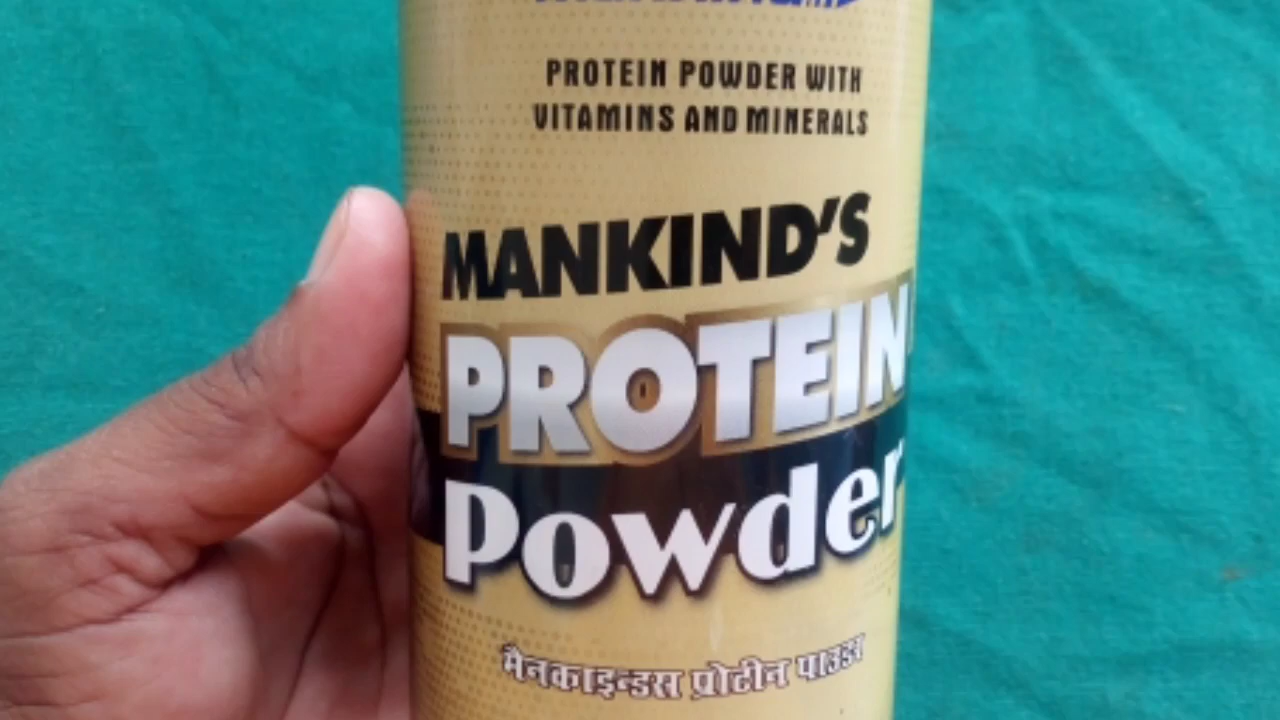 PROTEIN POWDER WITH
VITAMINS AND MINERALS
MANKIND'S
PROTEIN
Powder
मैनकाइन्डस प्रोटीन पाउडर